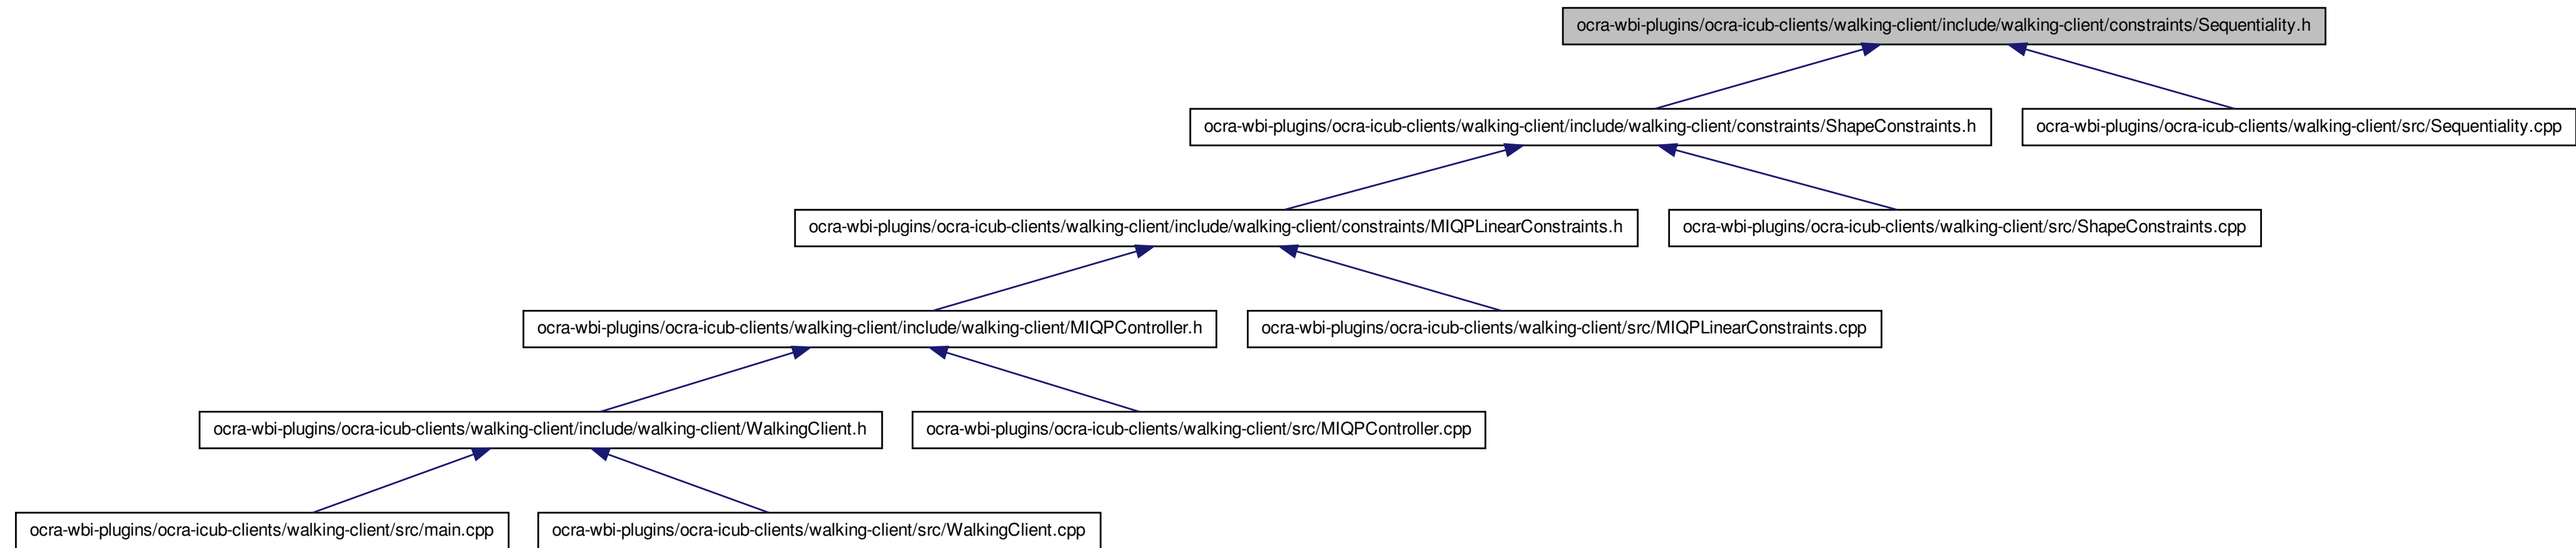 ocra-wbi-plugins/ocra-icub-clients/walking-client/include/walking-client/constraints/Sequentiality.h
ocra-wbi-plugins/ocra-icub-clients/walking-client/include/walking-client/constraints/ShapeConstraints.h
ocra-wbi-plugins/ocra-icub-clients/walking-client/src/Sequentiality.cpp
ocra-wbi-plugins/ocra-icub-clients/walking-client/include/walking-client/constraints/MIQPLinearConstraints.h
ocra-wbi-plugins/ocra-icub-clients/walking-client/src/ShapeConstraints.cpp
ocra-wbi-plugins/ocra-icub-clients/walking-client/include/walking-client/MIQPController.h
ocra-wbi-plugins/ocra-icub-clients/walking-client/src/MIQPLinearConstraints.cpp
ocra-wbi-plugins/ocra-icub-clients/walking-client/include/walking-client/WalkingClient.h
ocra-wbi-plugins/ocra-icub-clients/walking-client/src/MIQPController.cpp
ocra-wbi-plugins/ocra-icub-clients/walking-client/src/main.cpp
ocra-wbi-plugins/ocra-icub-clients/walking-client/src/WalkingClient.cpp